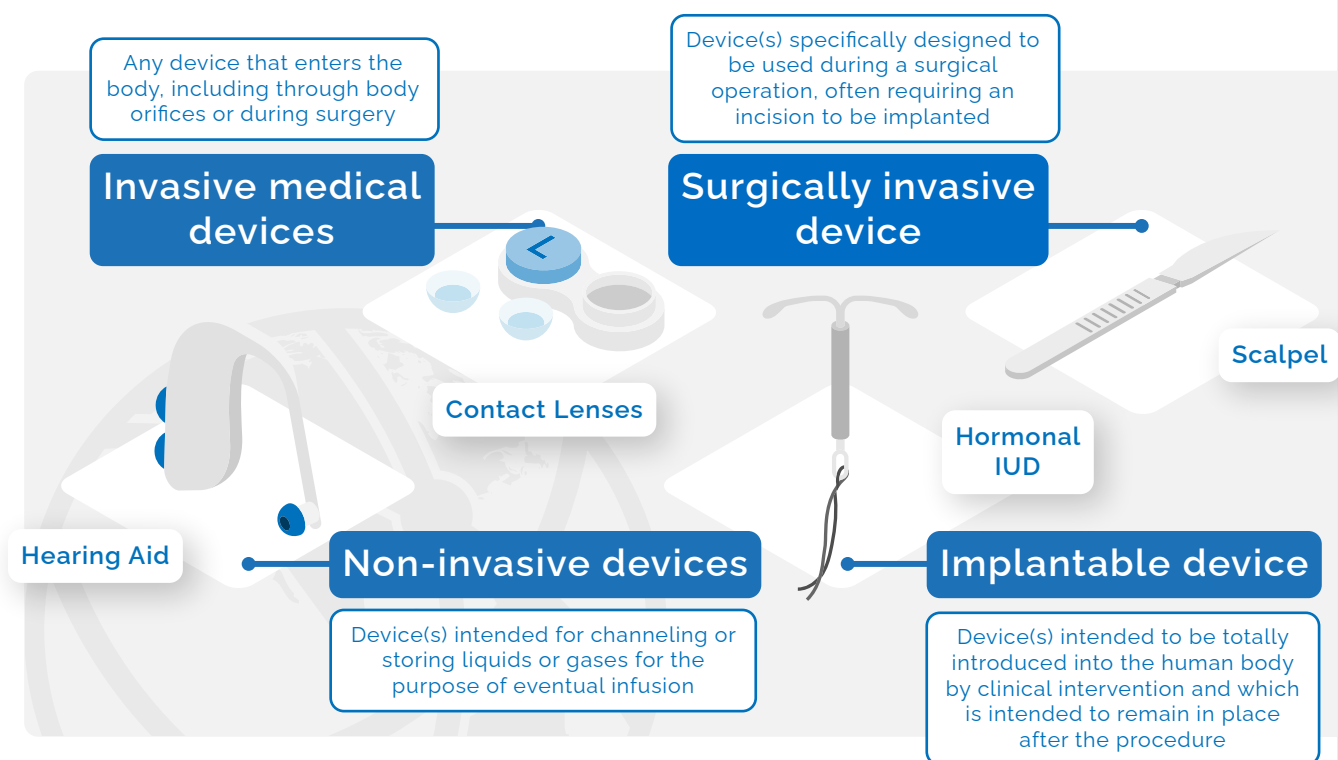 Any device that enters the
body, including through body
orifices or during surgery
Invasive medical
devices
Contact Lenses
Device(s) specifically designed to
be used during a surgical
operation, often requiring an
incision to be implanted
Surgically invasive
device
Scalpel
Hearing Aid
Non-invasive devices
Device(s) intended for channeling or
storing liquids or gases for the
purpose of eventual infusion
Hormonal
IUD
Implantable device
Device(s) intended to be totally
introduced into the human body
by clinical intervention and which
is intended to remain in place
after the procedure